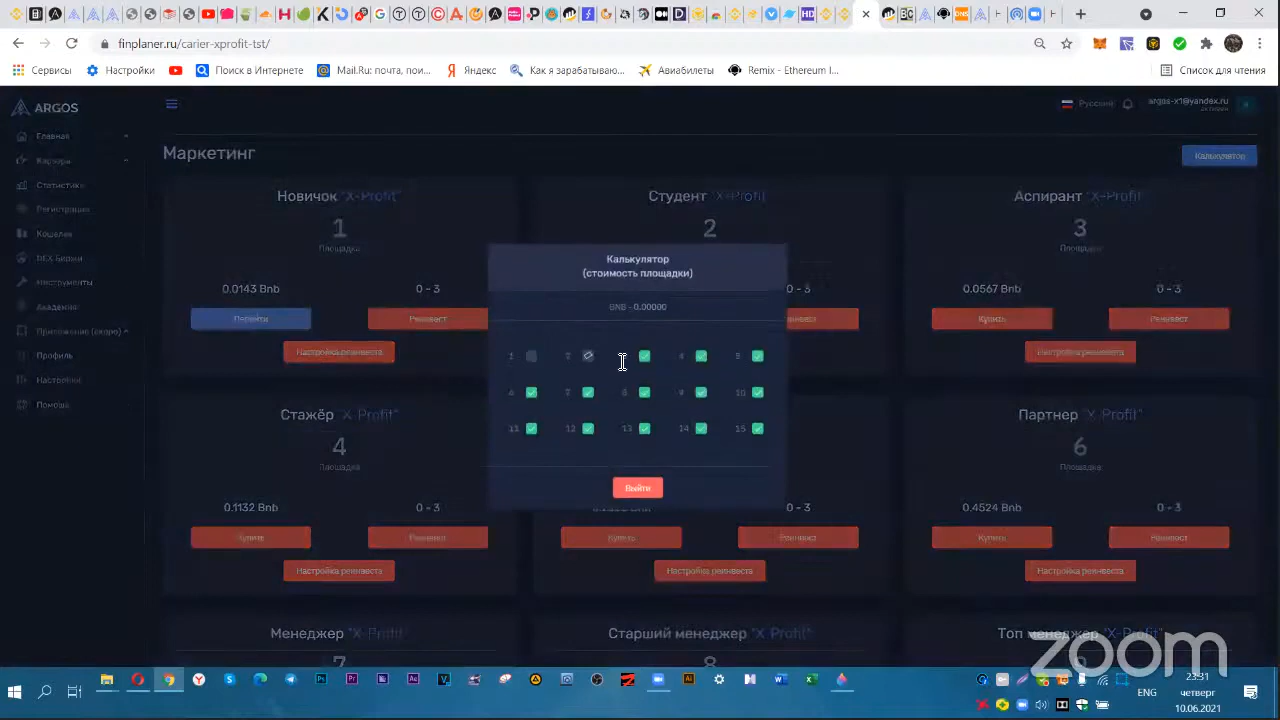 finplaner.ru/carier-xprofit-tst/
Сервисы Настройки Поиск в Интернете Mail.Ru: почта, пои... Яндекс Как я зарабатываю... Авиабилеты Remix - Ethereum I... Список для чтения
ARGOS Русский argos-x1@yandex.ru
Главная
Карьера
Статистика
Регистрация
Кошелек
DEX Биржи
Инструменты
Академия
Приложение (скоро)
Профиль
Настройки
Помощь
Маркетинг Калькулятор
Новичок "X-Profit"
1
Площадка
0.0143 Bnb 0 - 3
Перейти Реинвест
Настройка реинвеста
Студент "X-Profit"
2
Аспирант "X-Profit"
3
Площадка
0.0567 Bnb 0 - 3
Купить Реинвест
Настройка реинвеста
Калькулятор
(стоимость площадки)
BNB - 0.00000
1 2 4 5
6 7 8 9 10
11 12 13 14 15
Выйти
Стажёр "X-Profit"
4
Площадка
0.1132 Bnb 0 - 3
Купить Реинвест
Настройка реинвеста
0 - 3
Купить Реинвест
Настройка реинвеста
Партнер "X-Profit"
6
Площадка
0.4524 Bnb 0 - 3
Купить Реинвест
Настройка реинвеста
Менеджер "X-Profit"
7
Старший менеджер "X-Profit"
8
Топ менеджер "X-Profit"
zoom
ENG
23:31
четверг
10.06.2021